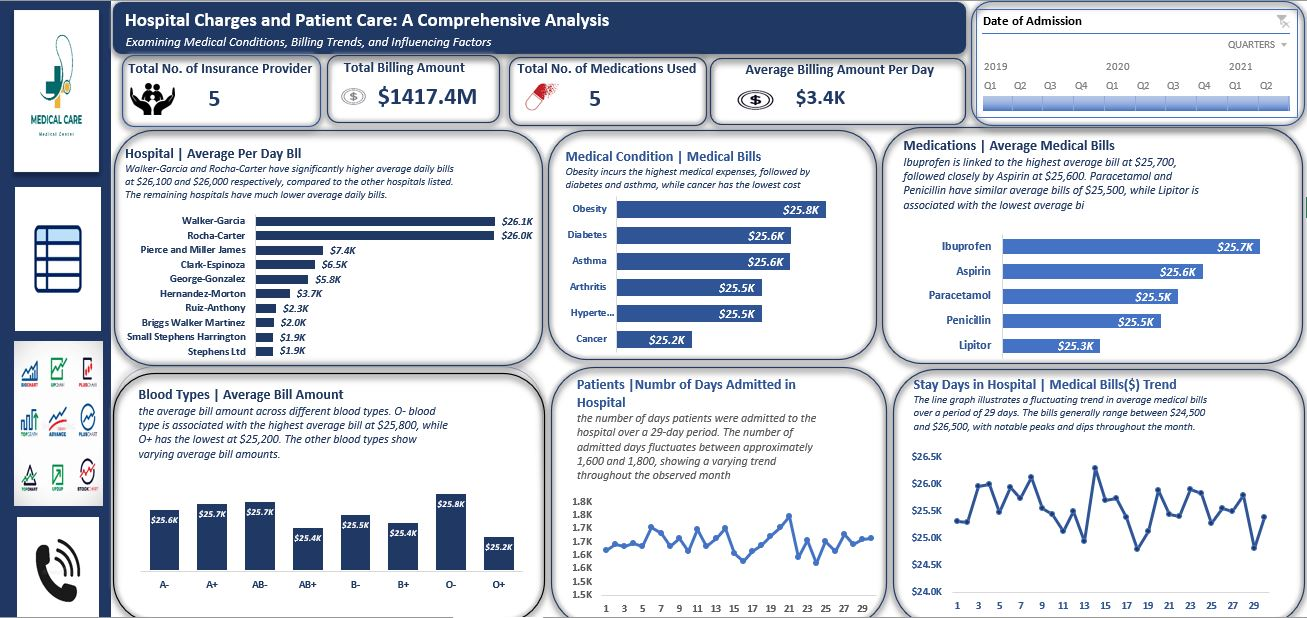 Hospital Charges and Patient Care: A Comprehensive Analysis
Examining Medical Conditions, Billing Trends, and Influencing Factors
Date of Admission
QUARTERS
2019 2020 2021
Q1 Q2 Q3 Q4 Q1 Q2 Q3 Q4 Q1 Q2
MEDICAL CARE
Medical Center
Total No. of Insurance Provider
5
Total Billing Amount
$1417.4M
Total No. of Medications Used
5
Average Billing Amount Per Day
$3.4K
Hospital | Average Per Day Bll
Walker-Garcia and Rocha-Carter have significantly higher average daily bills
at $26,100 and $26,000 respectively, compared to the other hospitals listed.
The remaining hospitals have much lower average daily bills.
Walker-Garcia $26.1K
Rocha-Carter $26.0K
Pierce and Miller James $7.4K
Clark-Espinoza $6.5K
George-Gonzalez $5.8K
Hernandez-Morton $3.7K
Ruiz-Anthony $2.3K
Briggs Walker Martinez $2.0K
Small Stephens Harrington $1.9K
Stephens Ltd $1.9K
Medical Condition | Medical Bills
Obesity incurs the highest medical expenses, followed by
diabetes and asthma, while cancer has the lowest cost
Obesity $25.8K
Diabetes $25.6K
Asthma $25.6K
Arthritis $25.5K
Hyperte... $25.5K
Cancer $25.2K
Medications | Average Medical Bills
Ibuprofen is linked to the highest average bill at $25,700,
followed closely by Aspirin at $25,600. Paracetamol and
Penicillin have similar average bills of $25,500, while Lipitor is
associated with the lowest average bi
Ibuprofen $25.7K
Aspirin $25.6K
Paracetamol $25.5K
Penicillin $25.5K
Lipitor $25.3K
Blood Types | Average Bill Amount
the average bill amount across different blood types. O- blood
type is associated with the highest average bill at $25,800, while
O+ has the lowest at $25,200. The other blood types show
varying average bill amounts.
$25.6K $25.7K $25.7K $25.4K $25.5K $25.4K $25.8K $25.2K
A- A+ AB- AB+ B- B+ O- O+
Patients |Numbr of Days Admitted in
Hospital
the number of days patients were admitted to the
hospital over a 29-day period. The number of
admitted days fluctuates between approximately
1,600 and 1,800, showing a varying trend
throughout the observed month
1.8K
1.8K
1.7K
1.7K
1.6K
1.6K
1.5K
1.5K
1 3 5 7 9 11 13 15 17 19 21 23 25 27 29
Stay Days in Hospital | Medical Bills($) Trend
The line graph illustrates a fluctuating trend in average medical bills
over a period of 29 days. The bills generally range between $24,500
and $26,500, with notable peaks and dips throughout the month.
$26.5K
$26.0K
$25.5K
$25.0K
$24.5K
$24.0K
1 3 5 7 9 11 13 15 17 19 21 23 25 27 29